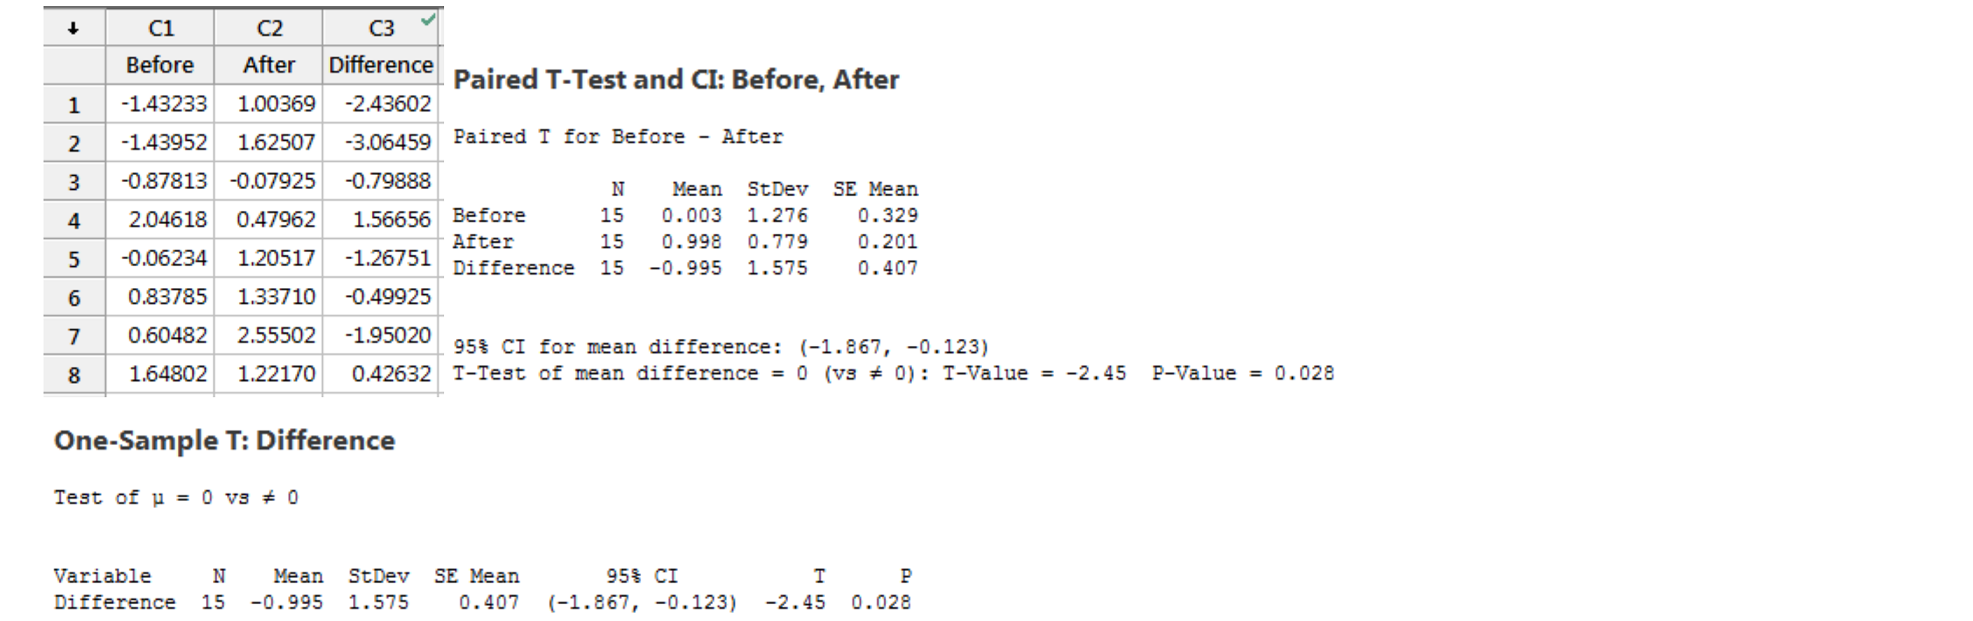 ↓ C1 C2 C3
Before After Difference
1 -1.43233 1.00369 -2.43602
2 -1.43952 1.62507 -3.06459
3 -0.87813 -0.07925 -0.79888
4 2.04618 0.47962 1.56656
5 -0.06234 1.20517 -1.26751
6 0.83785 1.33710 -0.49925
7 0.60482 2.55502 -1.95020
8 1.64802 1.22170 0.42632
Paired T-Test and CI: Before, After
Paired T for Before - After
N Mean StDev SE Mean
Before 15 0.003 1.276 0.329
After 15 0.998 0.779 0.201
Difference 15 -0.995 1.575 0.407
95% CI for mean difference: (-1.867, -0.123)
T-Test of mean difference = 0 (vs ≠ 0): T-Value = -2.45 P-Value = 0.028
One-Sample T: Difference
Test of μ = 0 vs ≠ 0
Variable N Mean StDev SE Mean 95% CI T P
Difference 15 -0.995 1.575 0.407 (-1.867, -0.123) -2.45 0.028